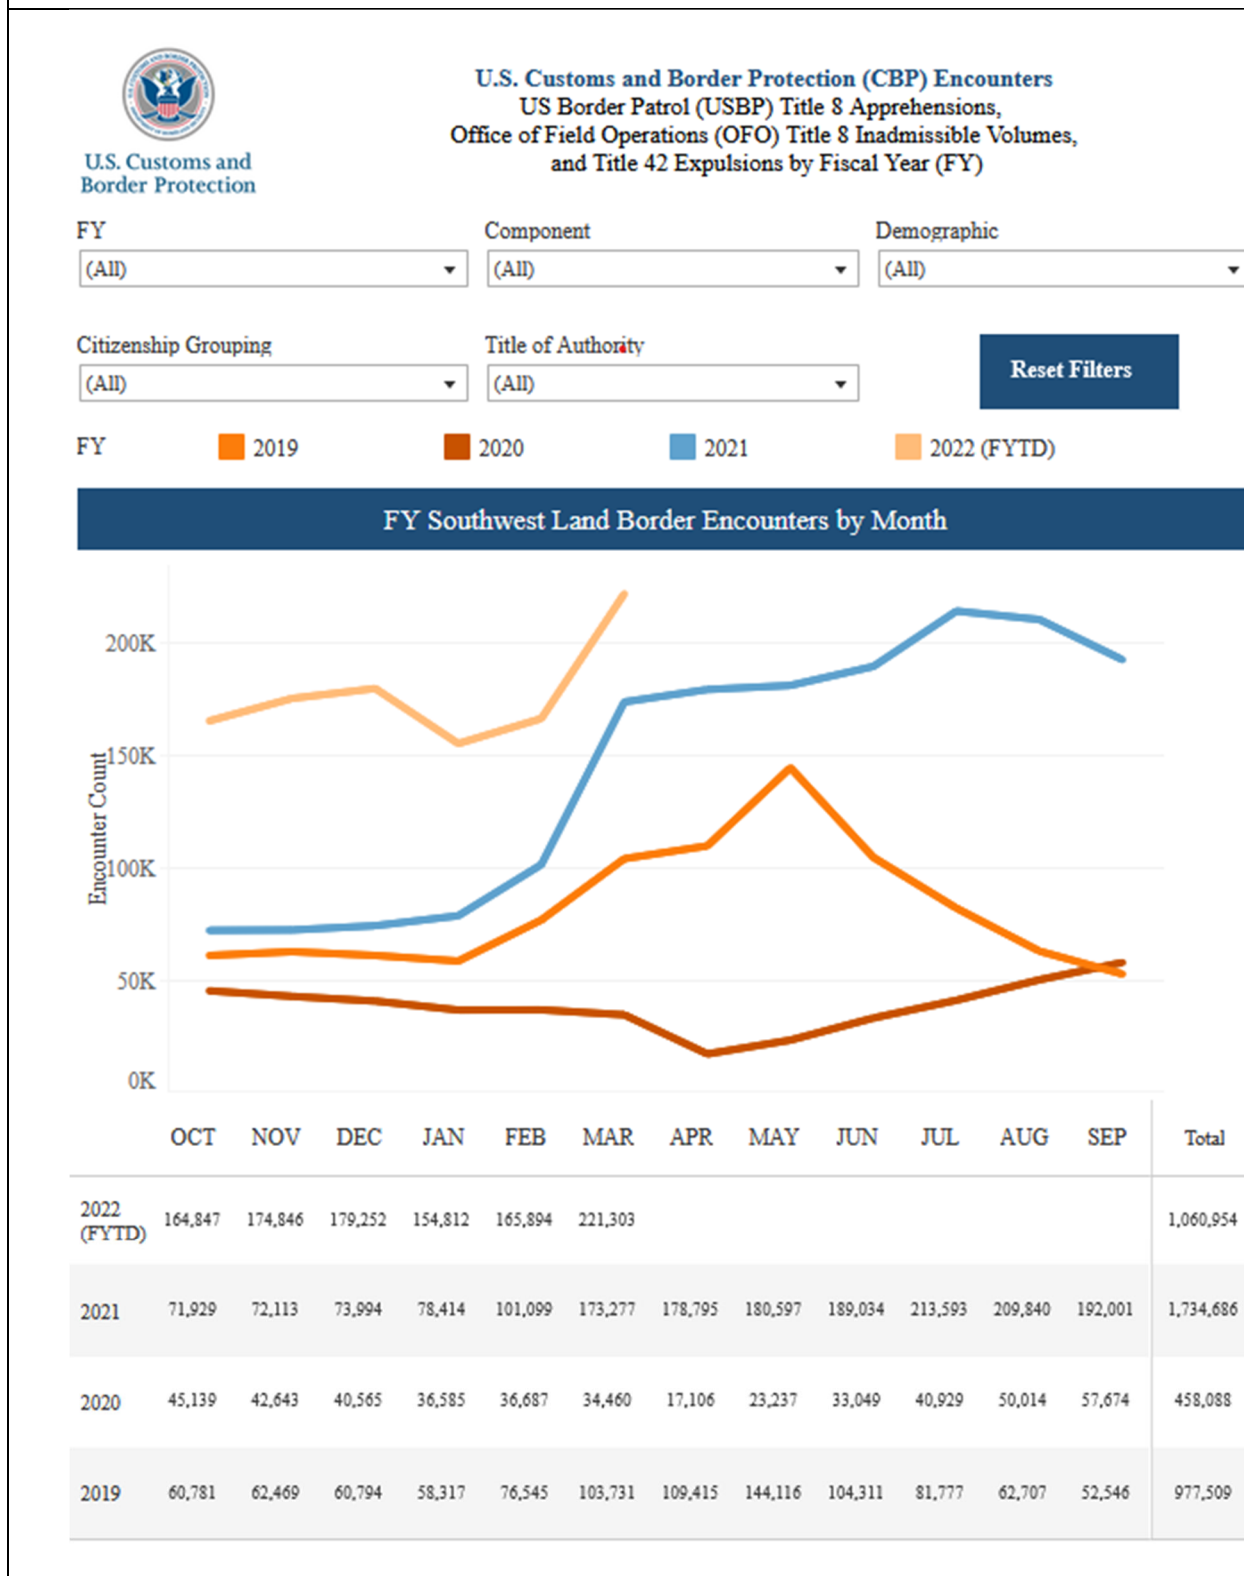 U.S. Customs and Border Protection (CBP) Encounters
US Border Patrol (USBP) Title 8 Apprehensions,
Office of Field Operations (OFO) Title 8 Inadmissible Volumes,
and Title 42 Expulsions by Fiscal Year (FY)
U.S. Customs and
Border Protection
FY Component Demographic
(All) (All) (All)
Citizenship Grouping Title of Authority
(All) (All)
Reset Filters
FY 2019 2020 2021 2022 (FYTD)
FY Southwest Land Border Encounters by Month
Encounter Count
200K
150K
100K
50K
0K
OCT NOV DEC JAN FEB MAR APR MAY JUN JUL AUG SEP Total
2022
(FYTD) 164,847 174,846 179,252 154,812 165,894 221,303 1,060,954
2021 71,929 72,113 73,994 78,414 101,099 173,277 178,795 180,597 189,034 213,593 209,840 192,001 1,734,686
2020 45,139 42,643 40,565 36,585 36,687 34,460 17,106 23,237 33,049 40,929 50,014 57,674 458,088
2019 60,781 62,469 60,794 58,317 76,545 103,731 109,415 144,116 104,311 81,777 62,707 52,546 977,509